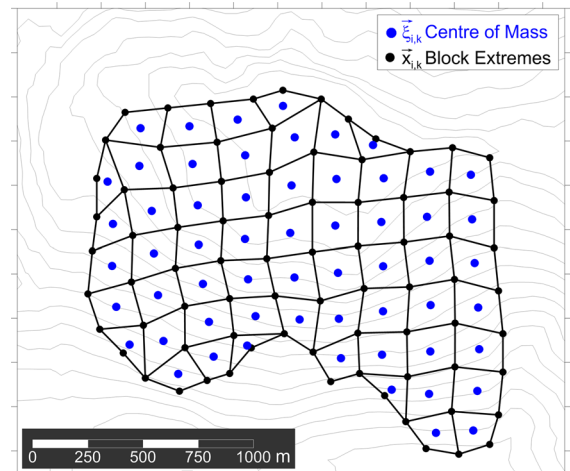 ξ⃗i,k Centre of Mass
x⃗i,k Block Extremes
0 250 500 750 1000 m